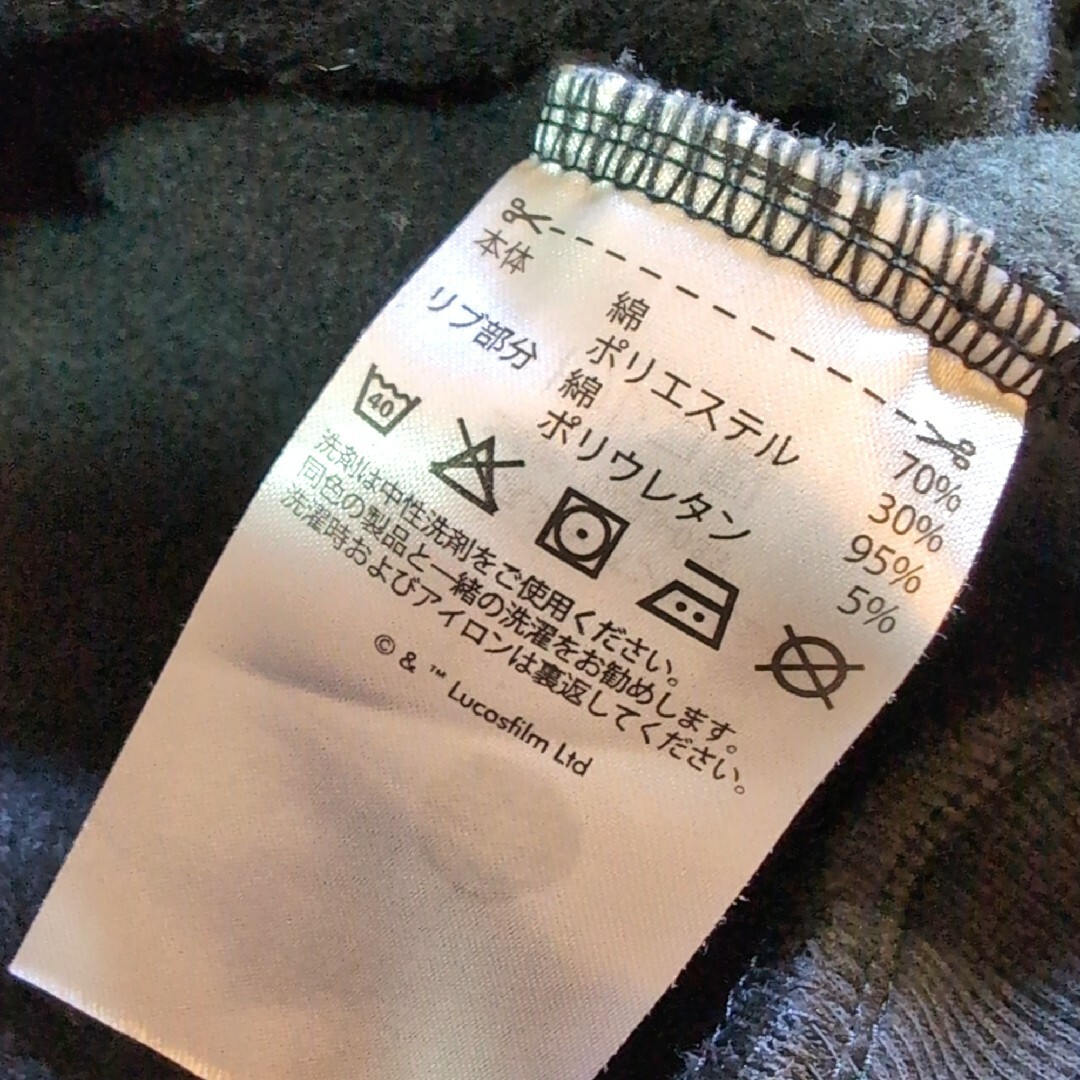 本体 綿 70%
ポリエステル 30%
リブ部分 綿 95%
ポリウレタン 5%
40
洗剤は中性洗剤をご使用ください。
同色の製品と一緒の洗濯をお勧めします。
洗濯時およびアイロンは裏返してください。
© & ™ Lucasfilm Ltd